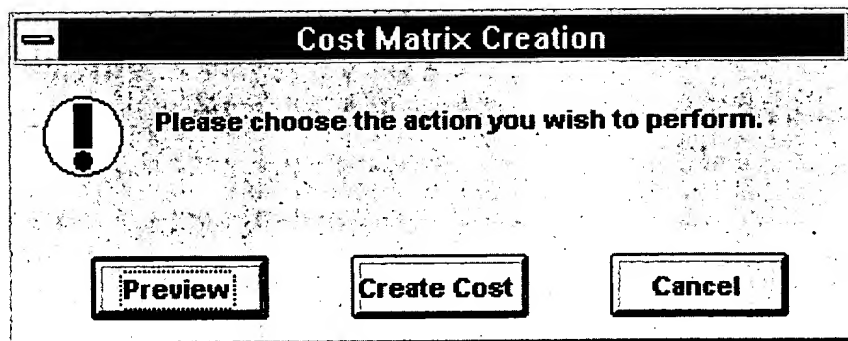 Cost Matrix Creation
Please choose the action you wish to perform.
Preview
Create Cost
Cancel